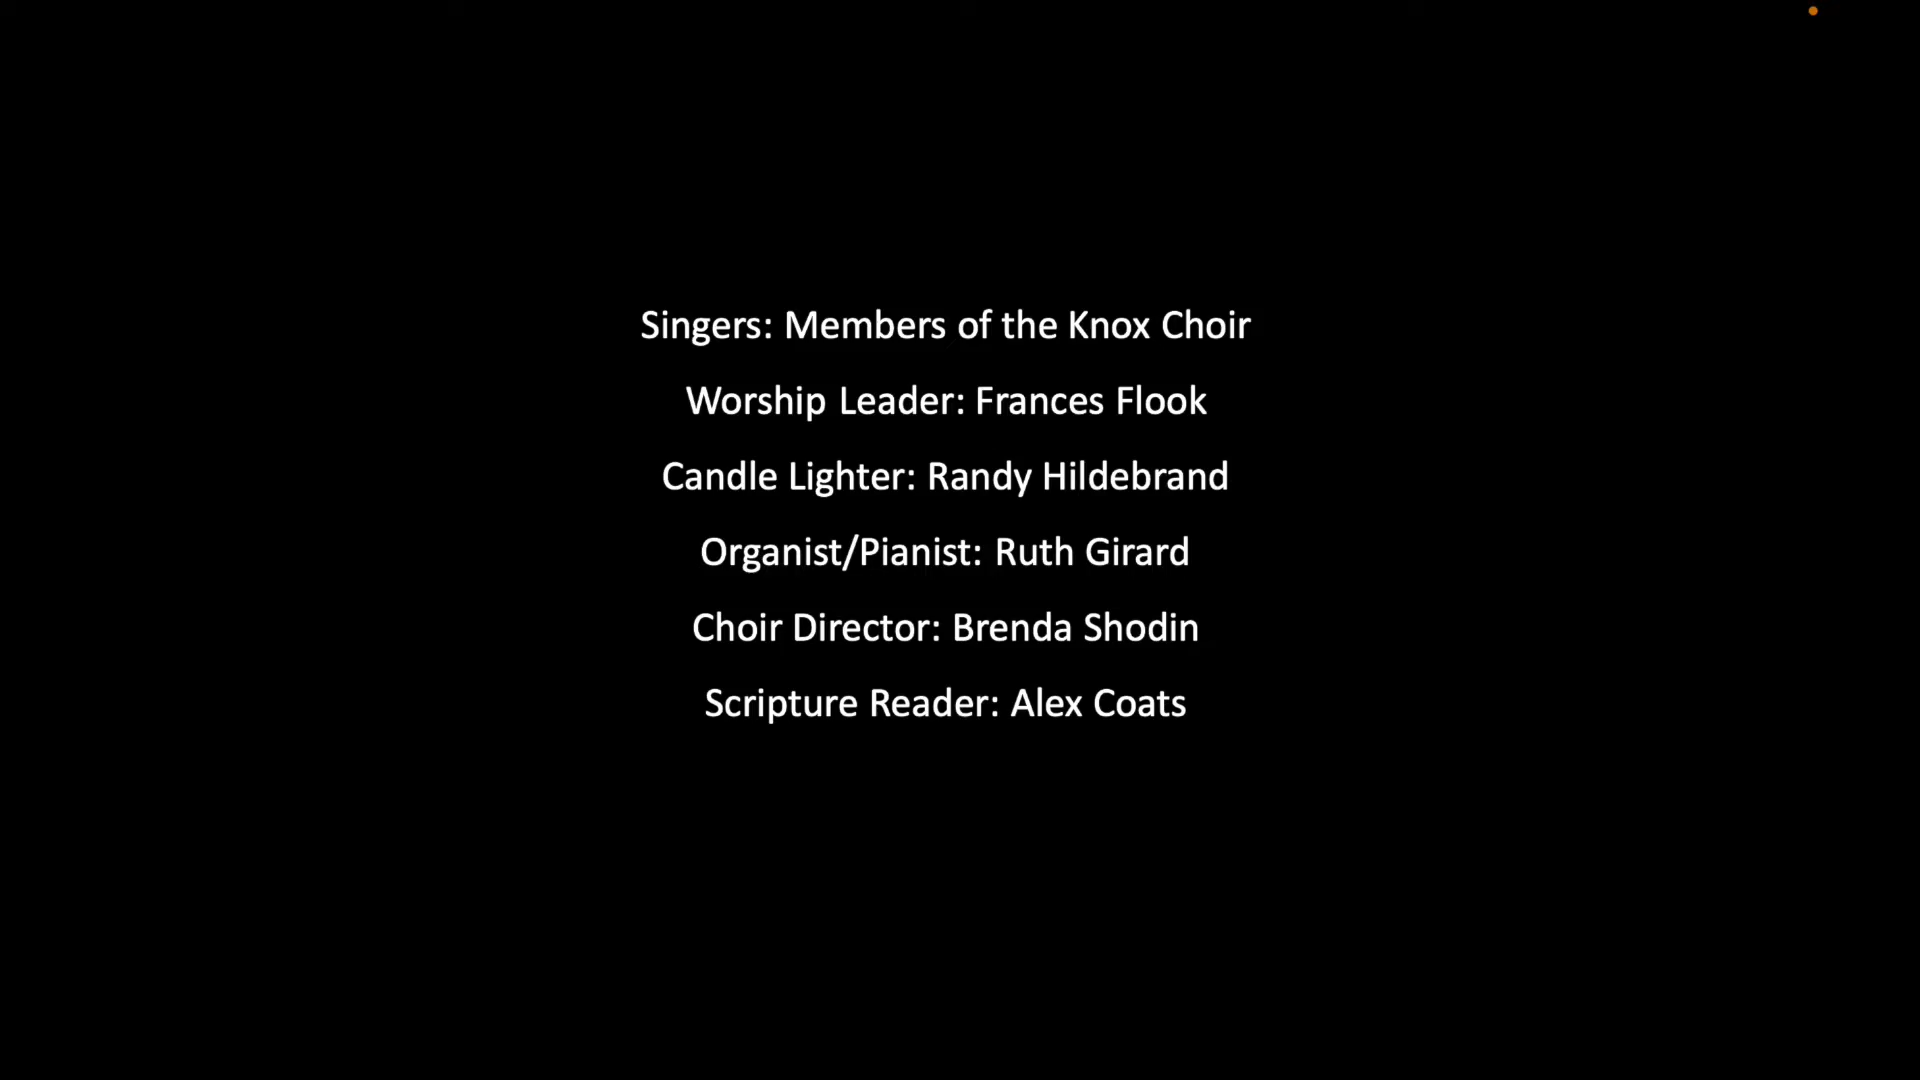 Singers: Members of the Knox Choir
Worship Leader: Frances Flook
Candle Lighter: Randy Hildebrand
Organist/Pianist: Ruth Girard
Choir Director: Brenda Shodin
Scripture Reader: Alex Coats